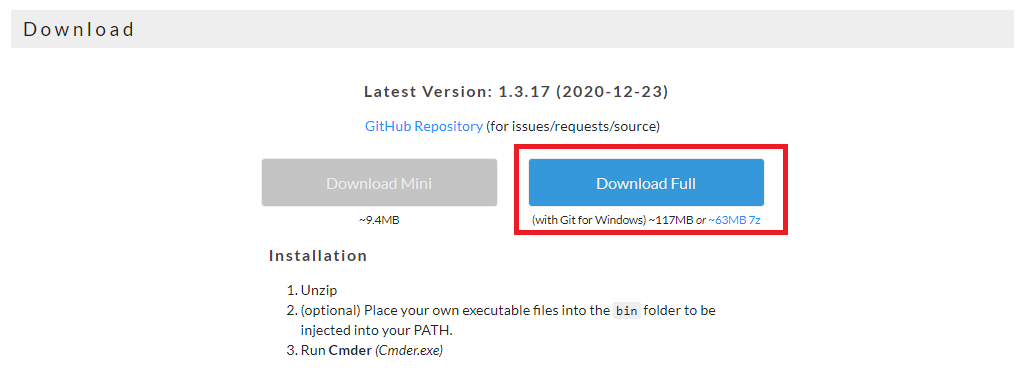 Download
Latest Version: 1.3.17 (2020-12-23)
GitHub Repository (for issues/requests/source)
Download Mini
Download Full
~9.4MB
(with Git for Windows) ~117MB or ~63MB 7z
Installation
1. Unzip
2. (optional) Place your own executable files into the bin folder to be
injected into your PATH.
3. Run Cmder (Cmder.exe)